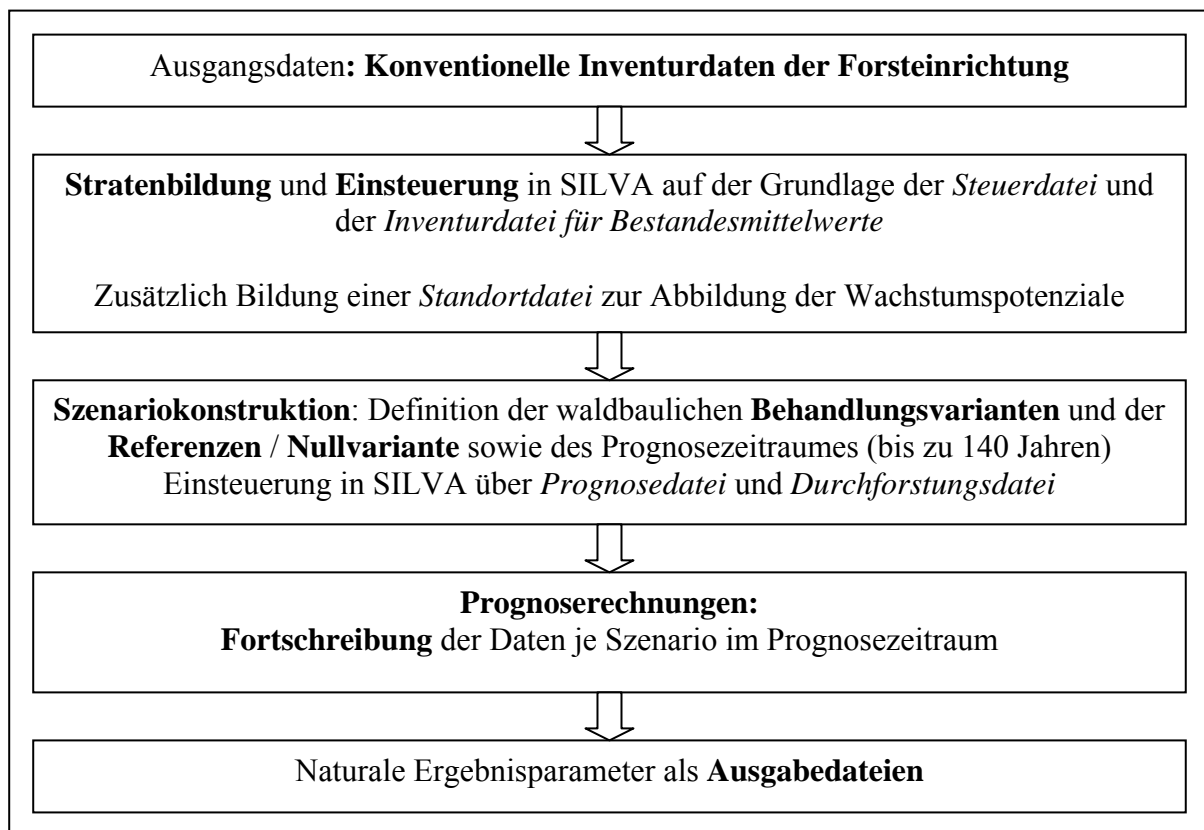 Ausgangsdaten: Konventionelle Inventurdaten der Forsteinrichtung
Stratenbildung und Einsteuerung in SILVA auf der Grundlage der Steuerdatei und
der Inventurdatei für Bestandesmittelwerte
Zusätzlich Bildung einer Standortdatei zur Abbildung der Wachstumspotenziale
Szenariokonstruktion: Definition der waldbaulichen Behandlungsvarianten und der
Referenzen / Nullvariante sowie des Prognosezeitraumes (bis zu 140 Jahren)
Einsteuerung in SILVA über Prognosedatei und Durchforstungsdatei
Prognoserechnungen:
Fortschreibung der Daten je Szenario im Prognosezeitraum
Naturale Ergebnisparameter als Ausgabedateien